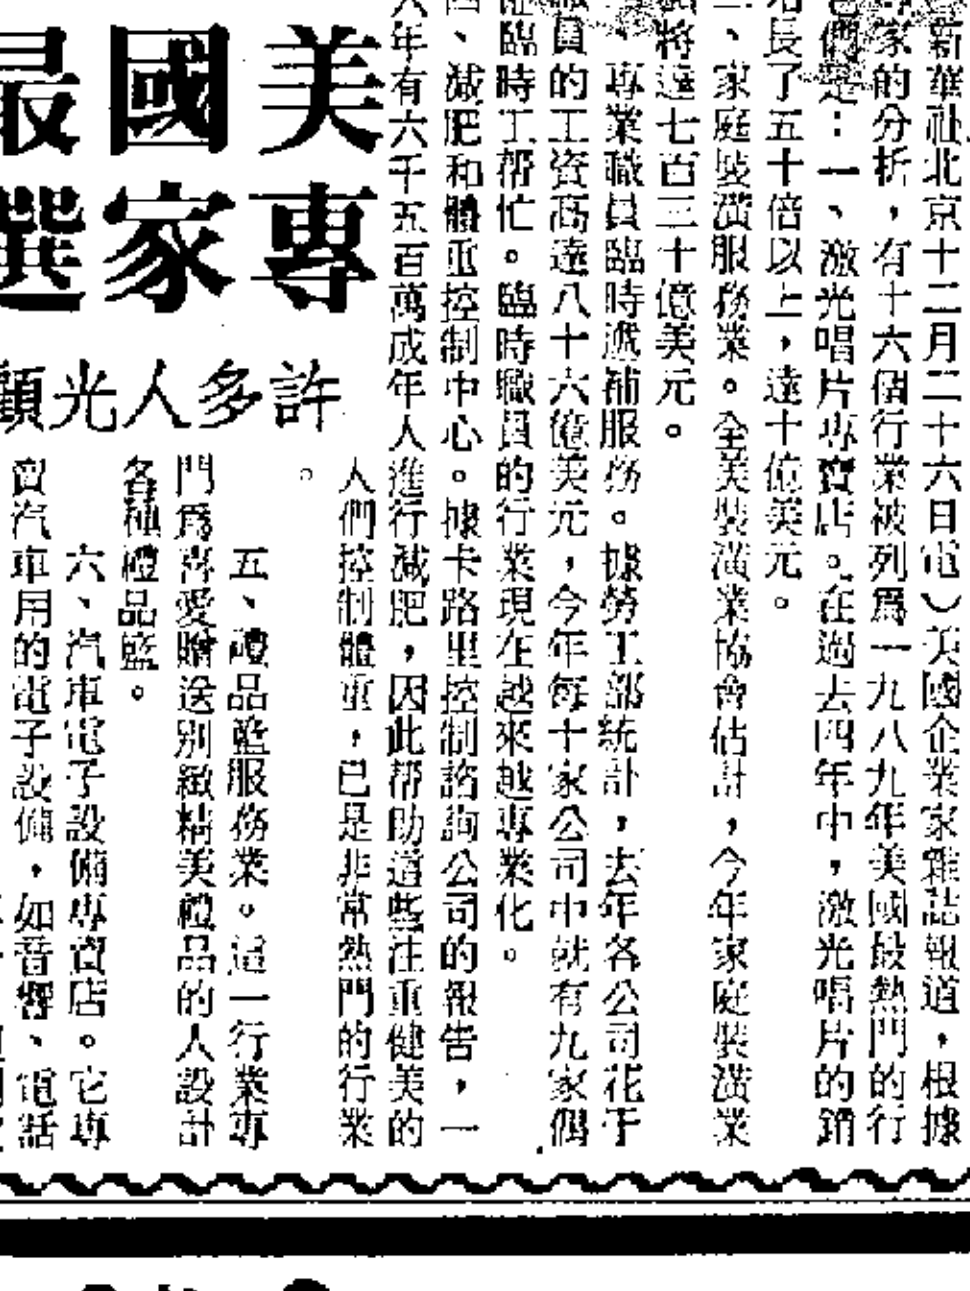 美國最
專家選
許多人光顧
新華社北京十二月二十六日電）美國企業家雜誌報道，根據
家的分析，有十六個行業被列爲一九八九年美國最熱門的行
們是：一、激光唱片專賣店。在過去四年中，激光唱片的銷
長了五十倍以上，達十億美元。
、家庭裝潢服務業。全美裝潢業協會估計，今年家庭裝潢業
將達七百三十億美元。
、專業職員臨時遞補服務。據勞工部統計，去年各公司花于
員的工資高達八十六億美元，今年每十家公司中就有九家偶
臨時工帮忙。臨時職員的行業現在越來越專業化。
四、減肥和體重控制中心。據卡路里控制諮詢公司的報告，一
年有六千五百萬成年人進行減肥，因此帮助這些注重健美的
人們控制體重，已是非常熱門的行業
。
五、禮品籃服務業。這一行業專
門爲喜愛贈送別緻精美禮品的人設計
各種禮品籃。
六、汽車電子設備專賣店。它專
賣汽車用的電子設備，如音響、電話